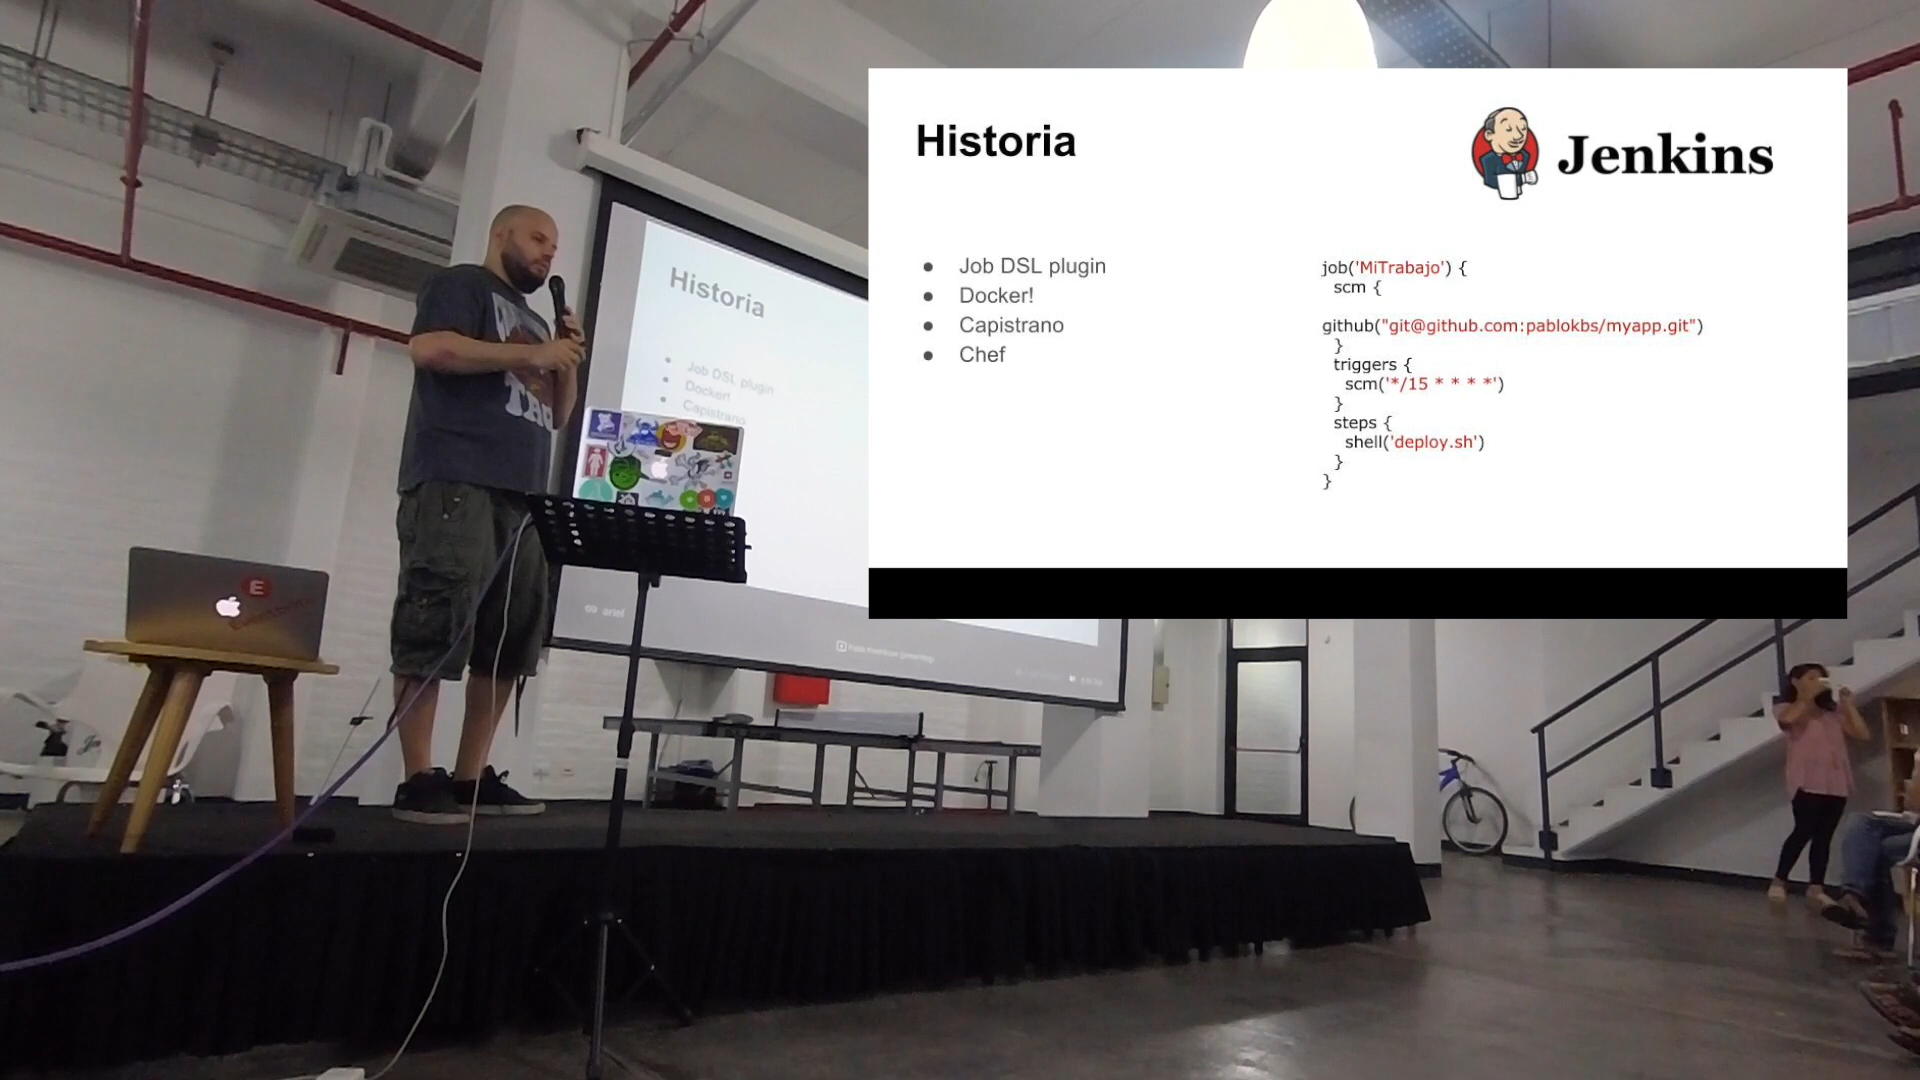 Historia
Jenkins
Job DSL plugin
Docker!
Capistrano
Chef
job('MiTrabajo') {
scm {
github("git@github.com:pablokbs/myapp.git")
}
triggers {
scm('*/15 * * * *')
}
steps {
shell('deploy.sh')
}
}
Historia
Job DSL plugin
Docker!
Capistrano
ariel
E